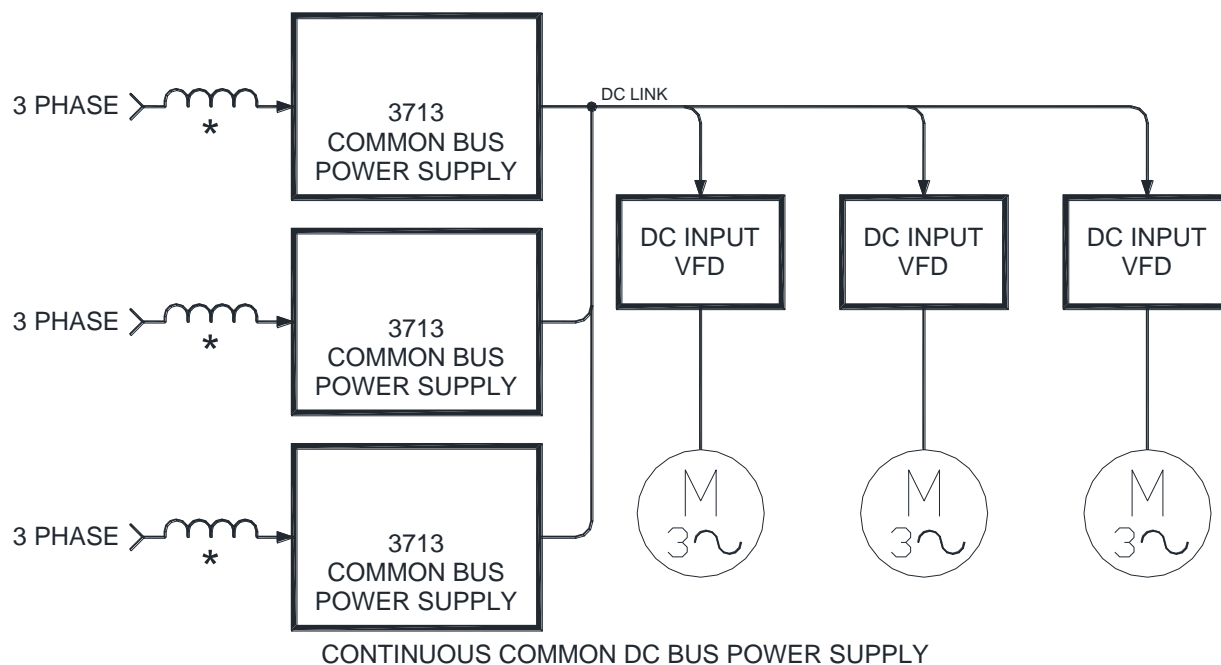 3 PHASE
*
3713
COMMON BUS
POWER SUPPLY
DC LINK
DC INPUT
VFD
DC INPUT
VFD
DC INPUT
VFD
3 PHASE
*
3713
COMMON BUS
POWER SUPPLY
3 PHASE
*
3713
COMMON BUS
POWER SUPPLY
M
3
M
3
M
3
CONTINUOUS COMMON DC BUS POWER SUPPLY